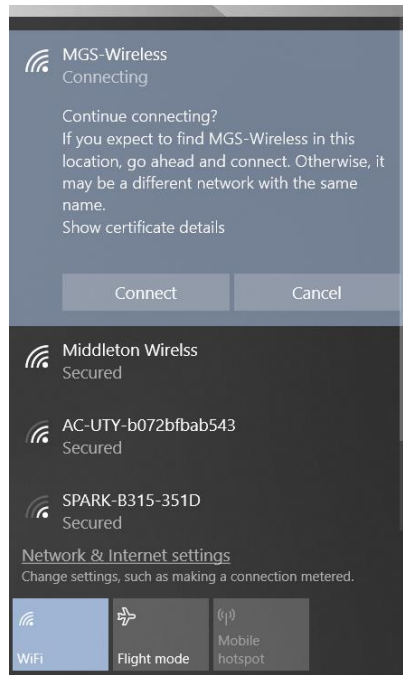 MGS-Wireless
Connecting
Continue connecting?
If you expect to find MGS-Wireless in this
location, go ahead and connect. Otherwise, it
may be a different network with the same
name.
Show certificate details
Connect
Cancel
Middleton Wirelss
Secured
AC-UTY-b072bfbab543
Secured
SPARK-B315-351D
Secured
Network & Internet settings
Change settings, such as making a connection metered.
WiFi
Flight mode
Mobile
hotspot